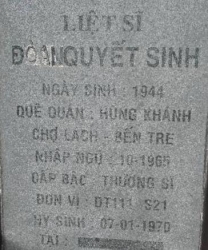 LIỆT SĨ
ĐOÀN QUYẾT SINH
NGÀY SINH : 1944
QUÊ QUÁN : HƯNG KHÁNH
CHỢ LÁCH - BẾN TRE
NHẬP NGŨ : 10-1965
CẤP BẬC : THƯỢNG SĨ
ĐƠN VỊ : DT111 S21
HY SINH : 07-01-1970
TẠI :